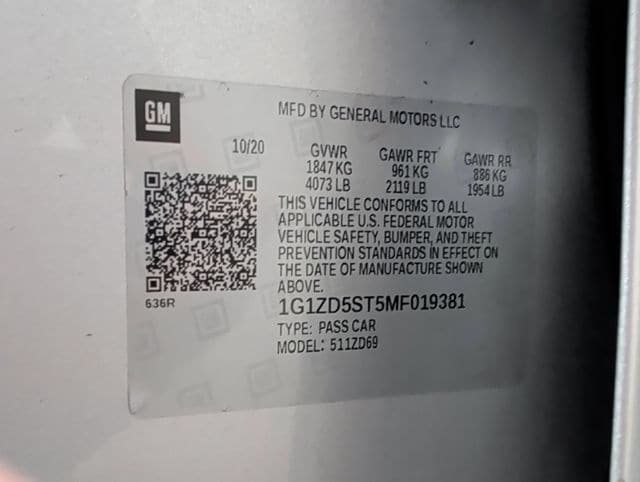 GM
MFD BY GENERAL MOTORS LLC
10/20
GVWR GAWR FRT GAWR RR
1847 KG 961 KG 886 KG
4073 LB 2119 LB 1954 LB
THIS VEHICLE CONFORMS TO ALL
APPLICABLE U.S. FEDERAL MOTOR
VEHICLE SAFETY, BUMPER, AND THEFT
PREVENTION STANDARDS IN EFFECT ON
THE DATE OF MANUFACTURE SHOWN
ABOVE.
636R
1G1ZD5ST5MF019381
TYPE: PASS CAR
MODEL: 511ZD69